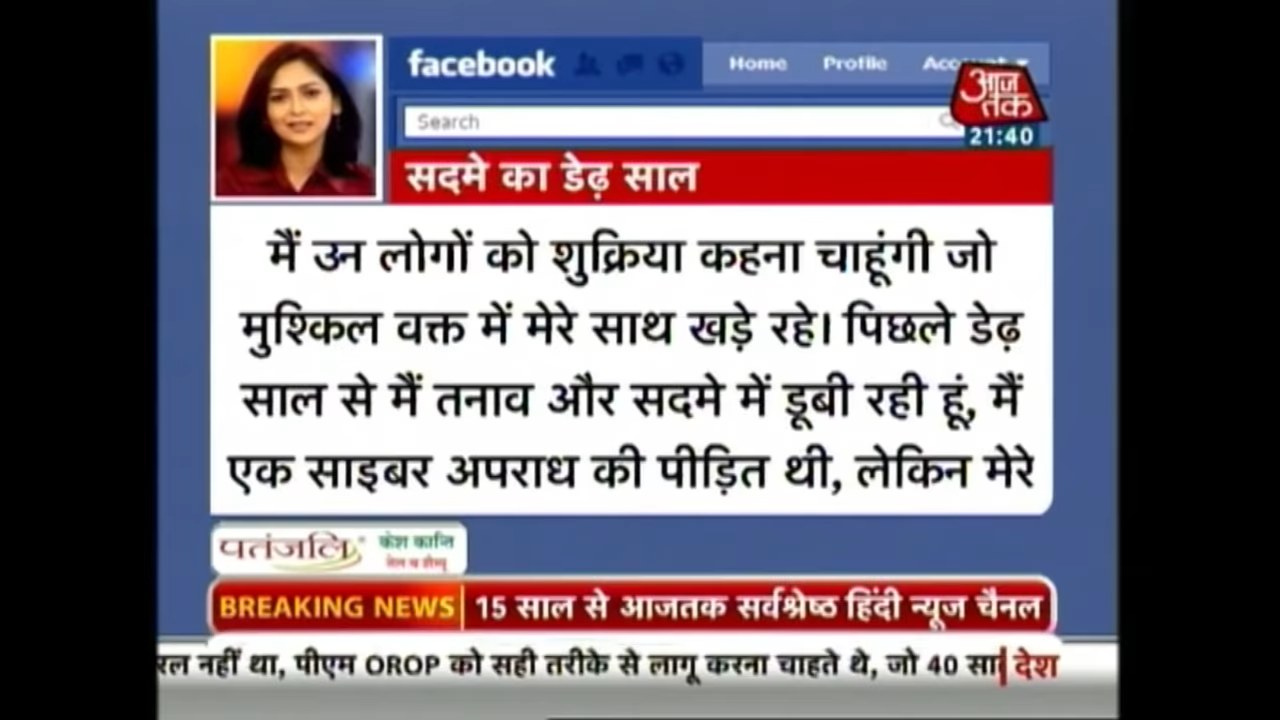 facebook
Home Profile Account
Search
आज
तक
21:40
सदमे का डेढ़ साल
मैं उन लोगों को शुक्रिया कहना चाहूंगी जो
मुश्किल वक्त में मेरे साथ खड़े रहे। पिछले डेढ़
साल से मैं तनाव और सदमे में डूबी रही हूं, मैं
एक साइबर अपराध की पीड़ित थी, लेकिन मेरे
पतंजलि केश कान्ति
तेल व शैम्पू
BREAKING NEWS 15 साल से आजतक सर्वश्रेष्ठ हिंदी न्यूज चैनल
रल नहीं था, पीएम OROP को सही तरीके से लागू करना चाहते थे, जो 40 सा देश